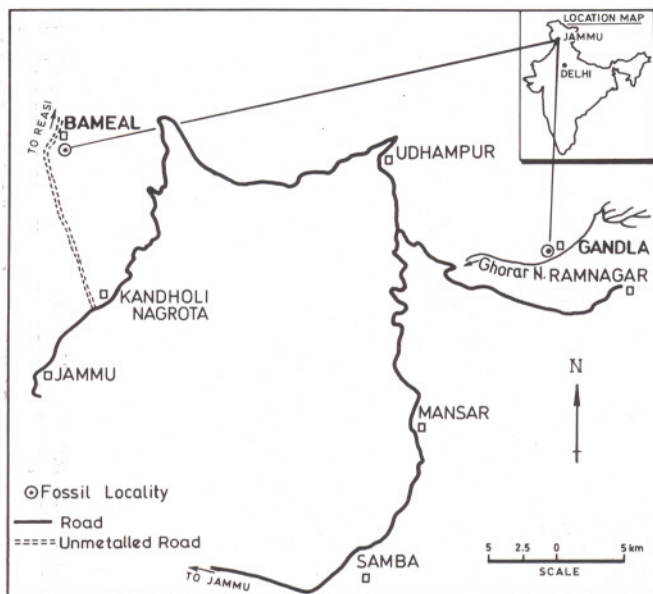 LOCATION MAP
JAMMU
DELHI
TO REASI
BAMEAL
UDHAMPUR
GANDLA
Ghorar N.
RAMNAGAR
KANDHOLI
NAGROTA
JAMMU
N
MANSAR
Fossil Locality
Road
Unmetalled Road
SAMBA
TO JAMMU
5 2.5 0 5 km
SCALE